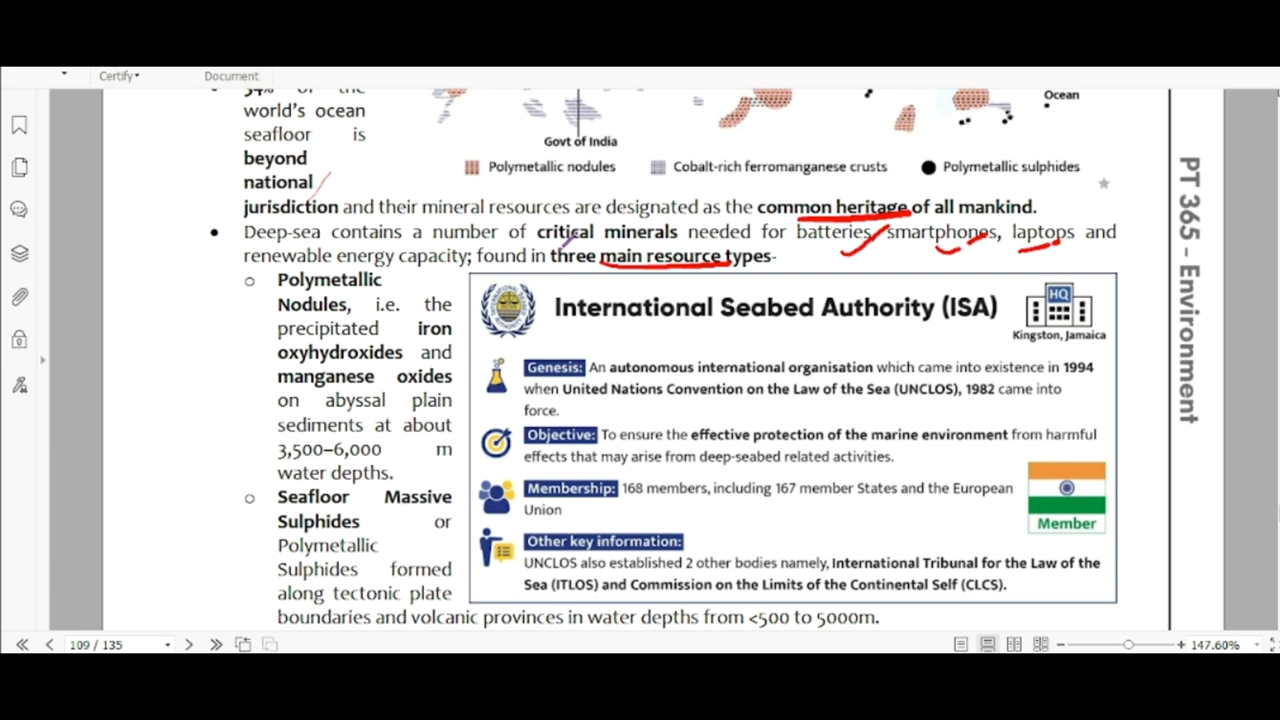 Certify
Document
54% of the
world's ocean
seafloor is
beyond
national
jurisdiction and their mineral resources are designated as the common heritage of all mankind.
Ocean
Govt of India
Polymetallic nodules
Cobalt-rich ferromanganese crusts
Polymetallic sulphides
Deep-sea contains a number of critical minerals needed for batteries, smartphones, laptops and
renewable energy capacity; found in three main resource types-
Polymetallic
Nodules, i.e. the
precipitated iron
oxyhydroxides and
manganese oxides
on abyssal plain
sediments at about
3,500–6,000 m
water depths.
Seafloor Massive
Sulphides or
Polymetallic
Sulphides formed
along tectonic plate
boundaries and volcanic provinces in water depths from <500 to 5000m.
International Seabed Authority (ISA)
HQ
Kingston, Jamaica
Genesis: An autonomous international organisation which came into existence in 1994
when United Nations Convention on the Law of the Sea (UNCLOS), 1982 came into
force.
Objective: To ensure the effective protection of the marine environment from harmful
effects that may arise from deep-seabed related activities.
Membership: 168 members, including 167 member States and the European
Union
Member
Other key information:
UNCLOS also established 2 other bodies namely, International Tribunal for the Law of the
Sea (ITLOS) and Commission on the Limits of the Continental Self (CLCS).
PT 365 - Environment
109 / 135
147.60%